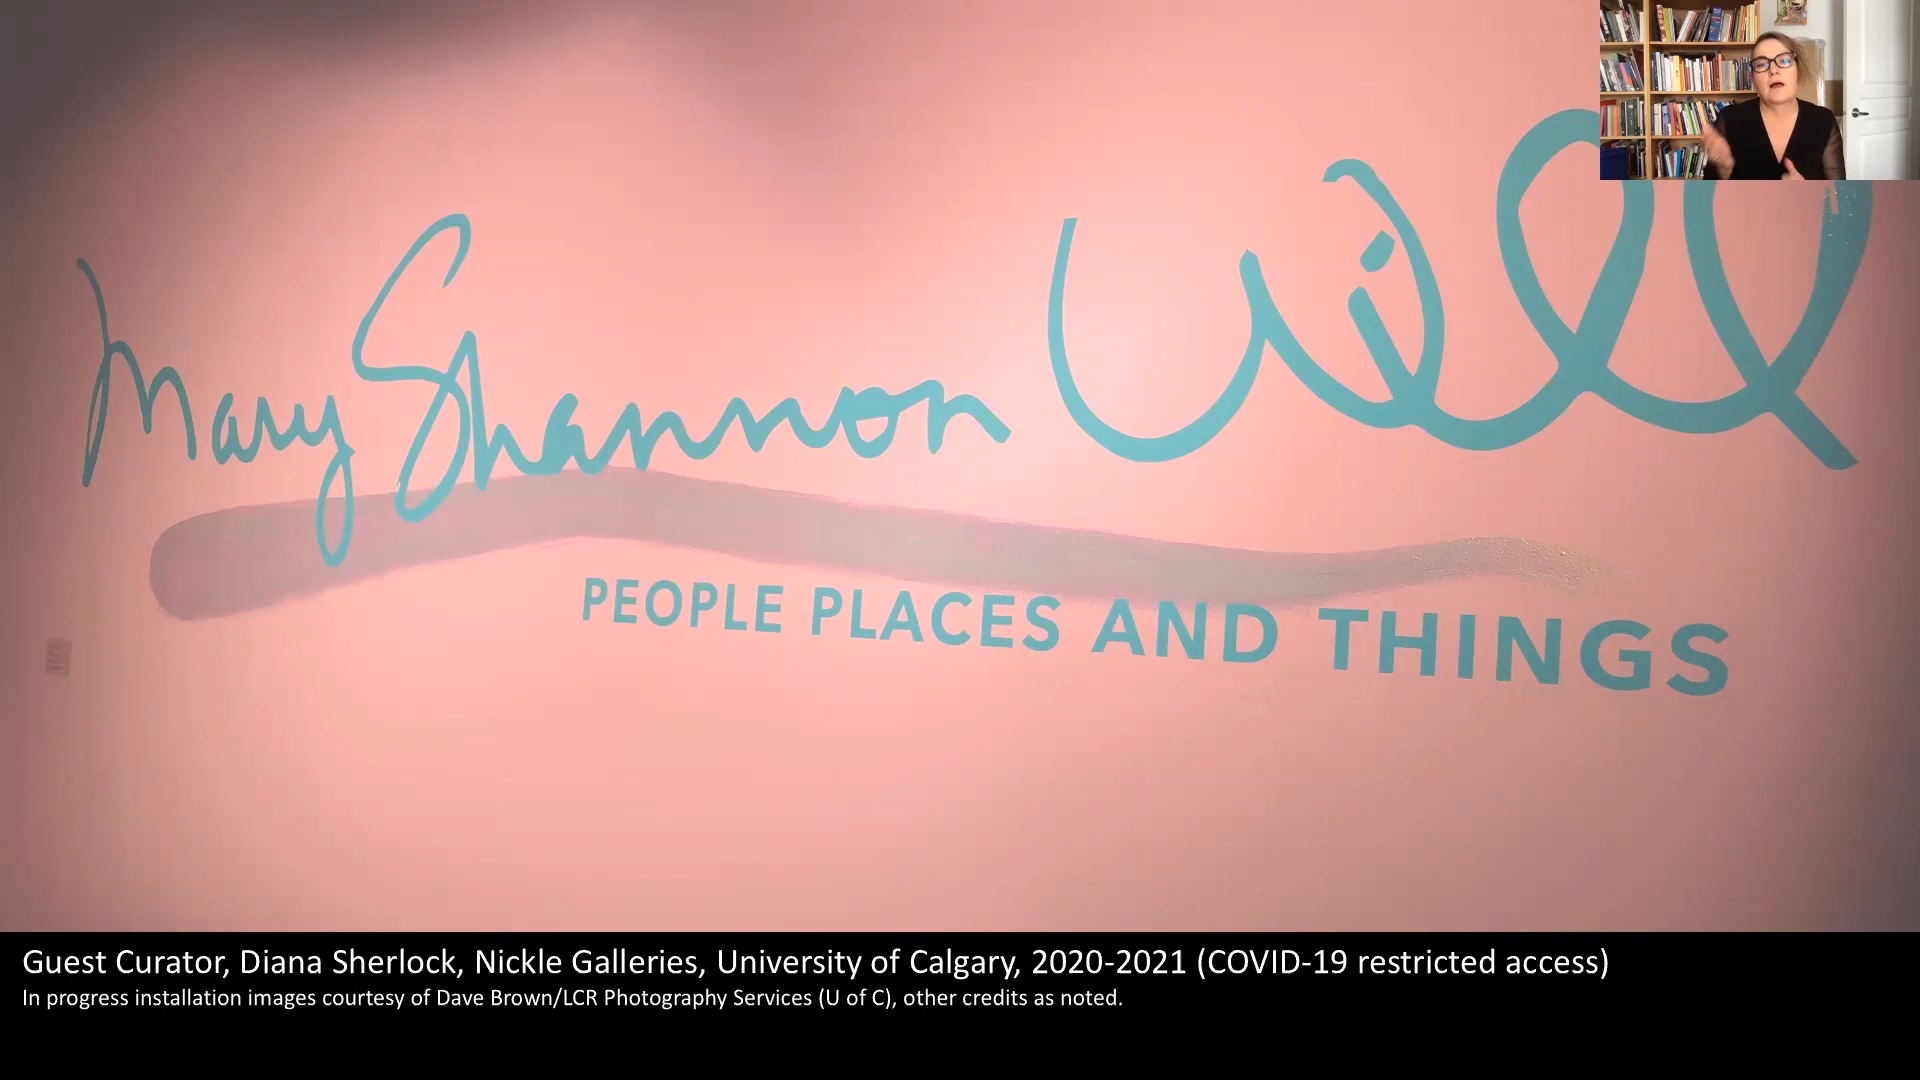 Mary Shannon Will
PEOPLE PLACES AND THINGS
Guest Curator, Diana Sherlock, Nickle Galleries, University of Calgary, 2020-2021 (COVID-19 restricted access)
In progress installation images courtesy of Dave Brown/LCR Photography Services (U of C), other credits as noted.